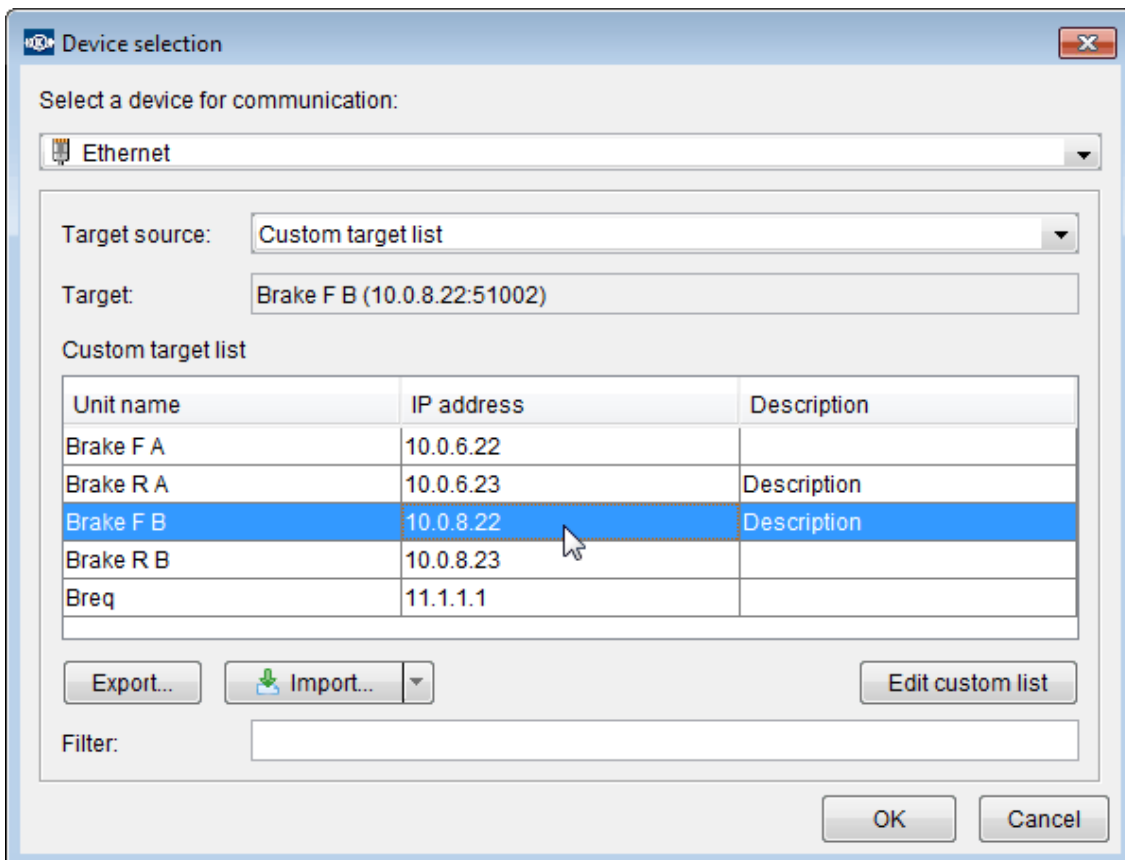 Device selection
Select a device for communication:
Ethernet
Target source: Custom target list
Target: Brake F B (10.0.8.22:51002)
Custom target list
Unit name IP address Description
Brake F A 10.0.6.22
Brake R A 10.0.6.23 Description
Brake F B 10.0.8.22 Description
Brake R B 10.0.8.23
Breq 11.1.1.1
Export... Import... Edit custom list
Filter:
OK Cancel